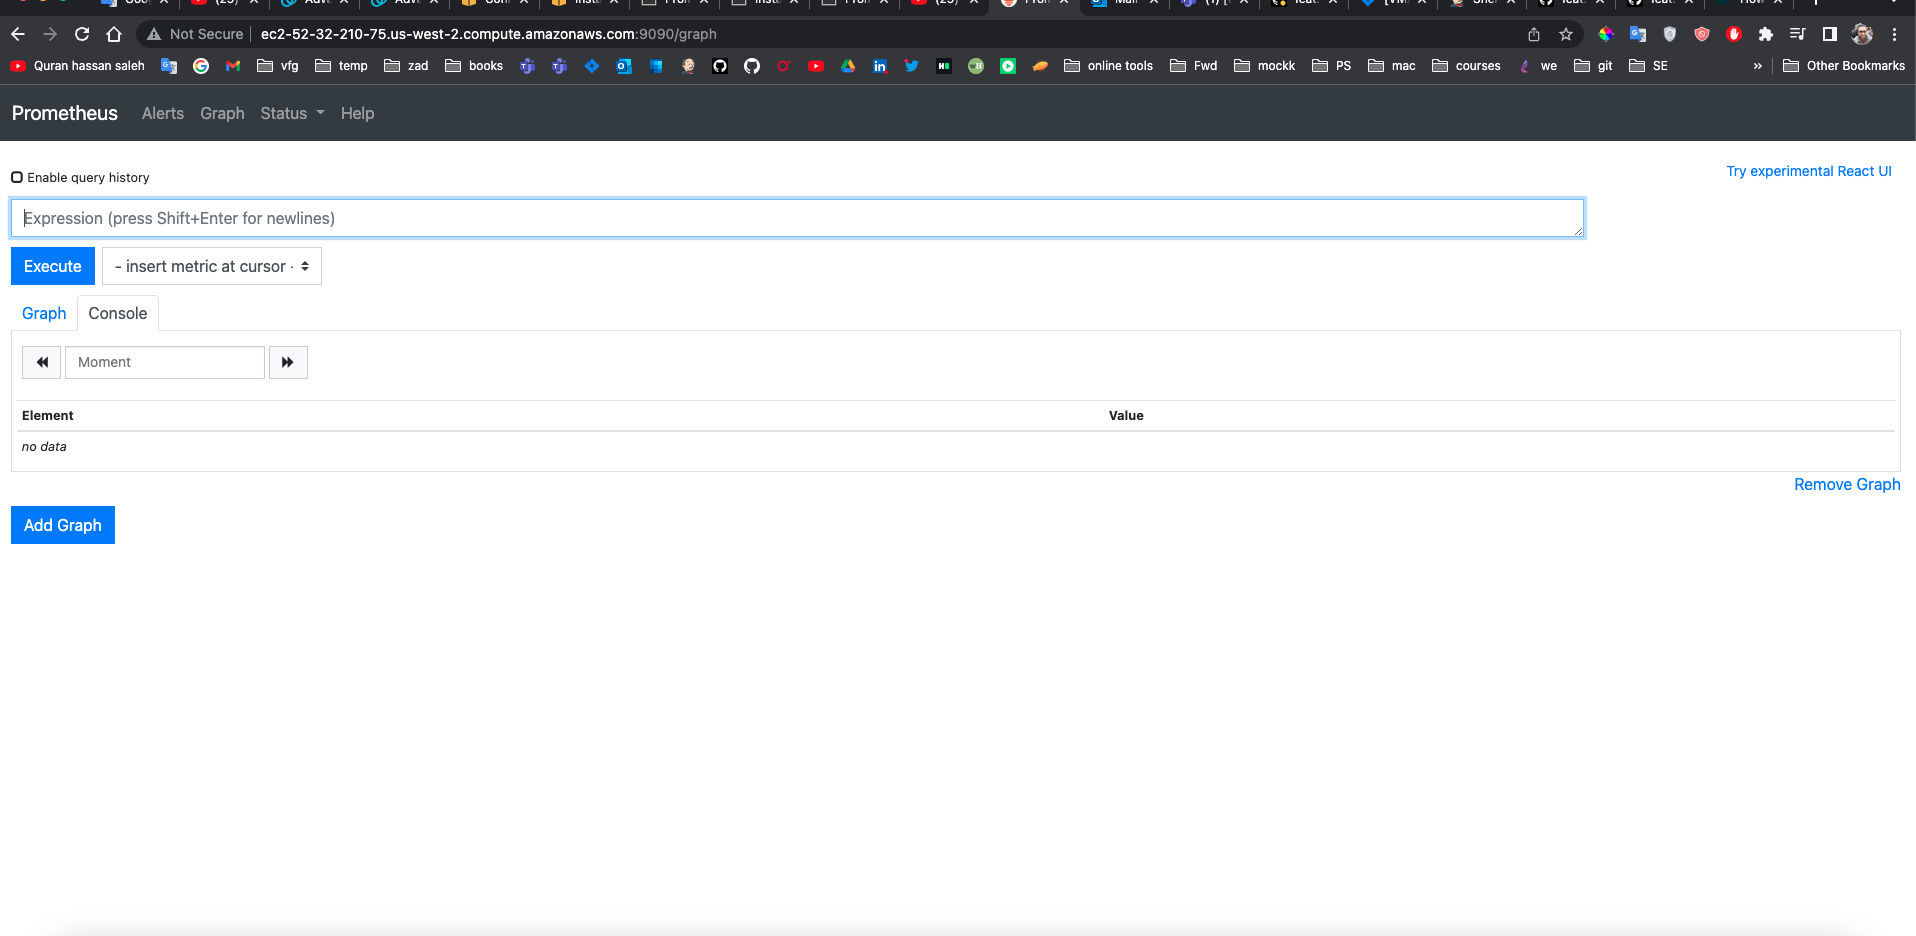 Not Secure ec2-52-32-210-75.us-west-2.compute.amazonaws.com:9090/graph
Quran hassan saleh vfg temp zad books online tools Fwd mockk PS mac courses we git SE » Other Bookmarks
Prometheus Alerts Graph Status Help
Enable query history
Try experimental React UI
Expression (press Shift+Enter for newlines)
Execute - insert metric at cursor -
Graph Console
Moment
Element Value
no data
Remove Graph
Add Graph